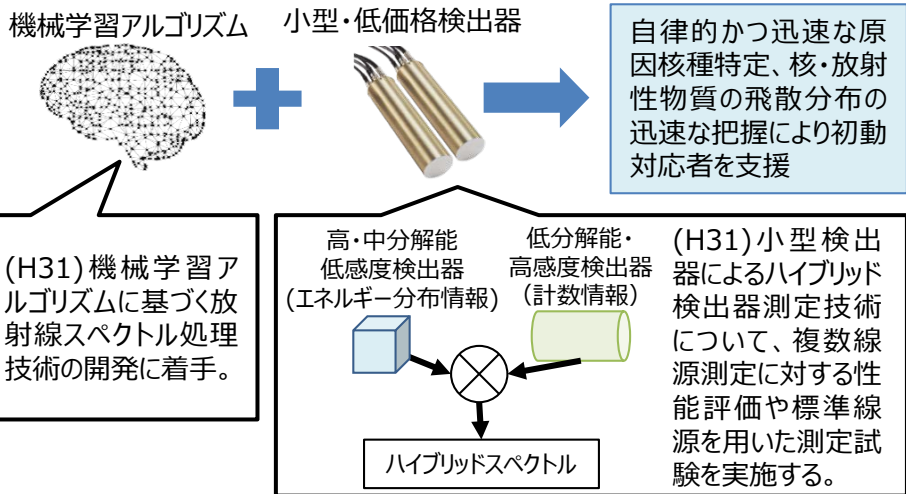 機械学習アルゴリズム
小型・低価格検出器
自律的かつ迅速な原
因核種特定、核・放射
性物質の飛散分布の
迅速な把握により初動
対応者を支援
(H31)機械学習ア
ルゴリズムに基づく放
射線スペクトル処理
技術の開発に着手。
高・中分解能
低感度検出器
(エネルギー分布情報)
低分解能・
高感度検出器
(計数情報)
ハイブリッドスペクトル
(H31)小型検出
器によるハイブリッド
検出器測定技術
について、複数線
源測定に対する性
能評価や標準線
源を用いた測定試
験を実施する。